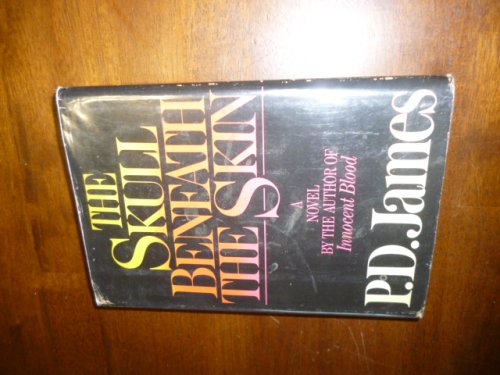 THE
SKULL
BENEATH
THE SKIN
A
NOVEL
BY THE AUTHOR OF
Innocent Blood
P.D. James